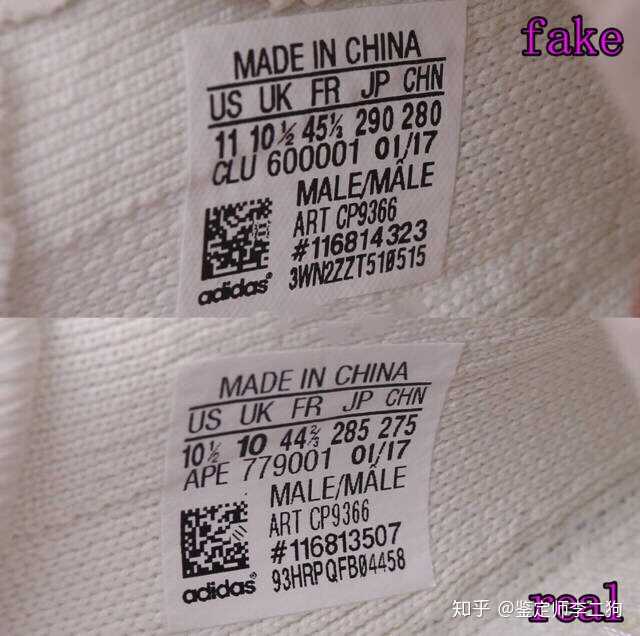 fake
MADE IN CHINA
US UK FR JP CHN
11 10½ 45⅓ 290 280
CLU 600001 01/17
MALE/MÂLE
ART CP9366
#116814323
3WN2ZZT510515
adidas®
MADE IN CHINA
US UK FR JP CHN
10½ 10 44⅔ 285 275
APE 779001 01/17
MALE/MÂLE
ART CP9366
#116813507
93HRPQFB04458
adidas®
real
知乎 @鉴定师李二狗